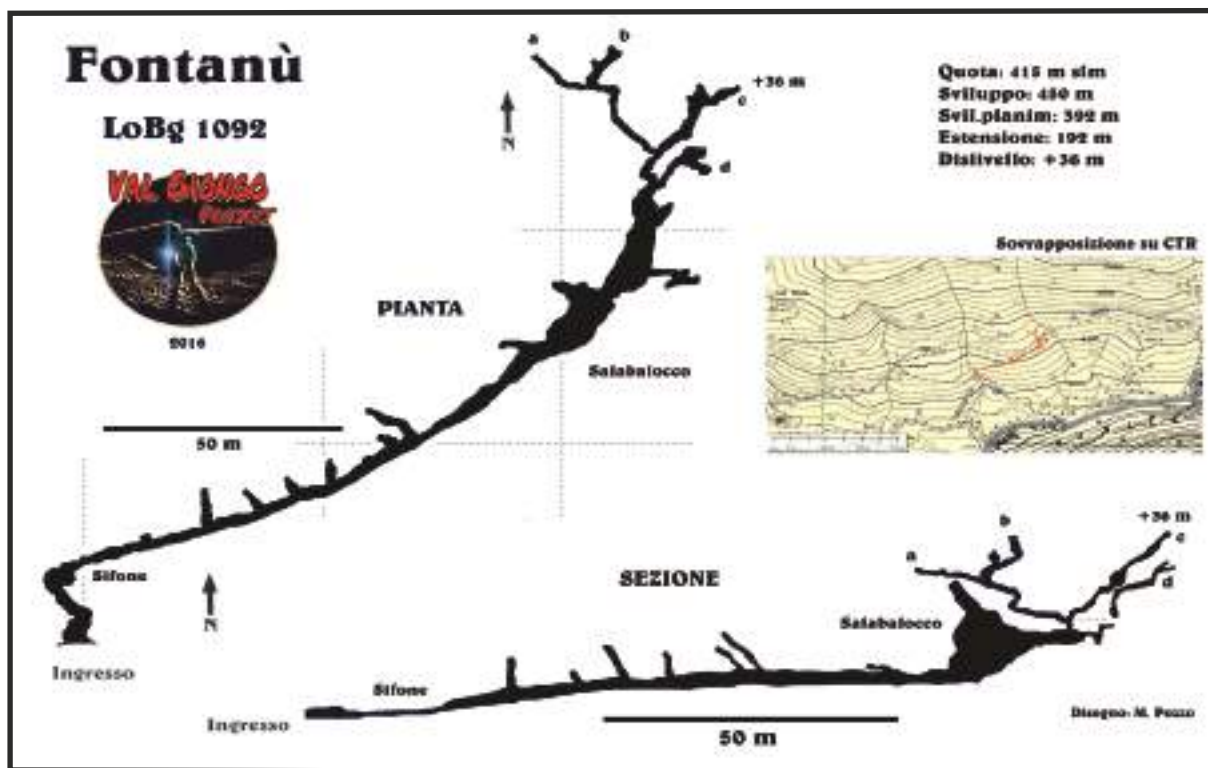 Fontanù
LoBg 1092
2016
a
b
+36 m
c
d
N
Quota: 415 m slm
Sviluppo: 450 m
Svil.planim: 392 m
Estensione: 192 m
Dislivello: +36 m
Sovrapposizione su CTR
PIANTA
Salabalocco
50 m
Sifone
N
Ingresso
SEZIONE
a
b
+36 m
c
d
Salabalocco
Sifone
Ingresso
50 m
Disegno: M. Pozzo